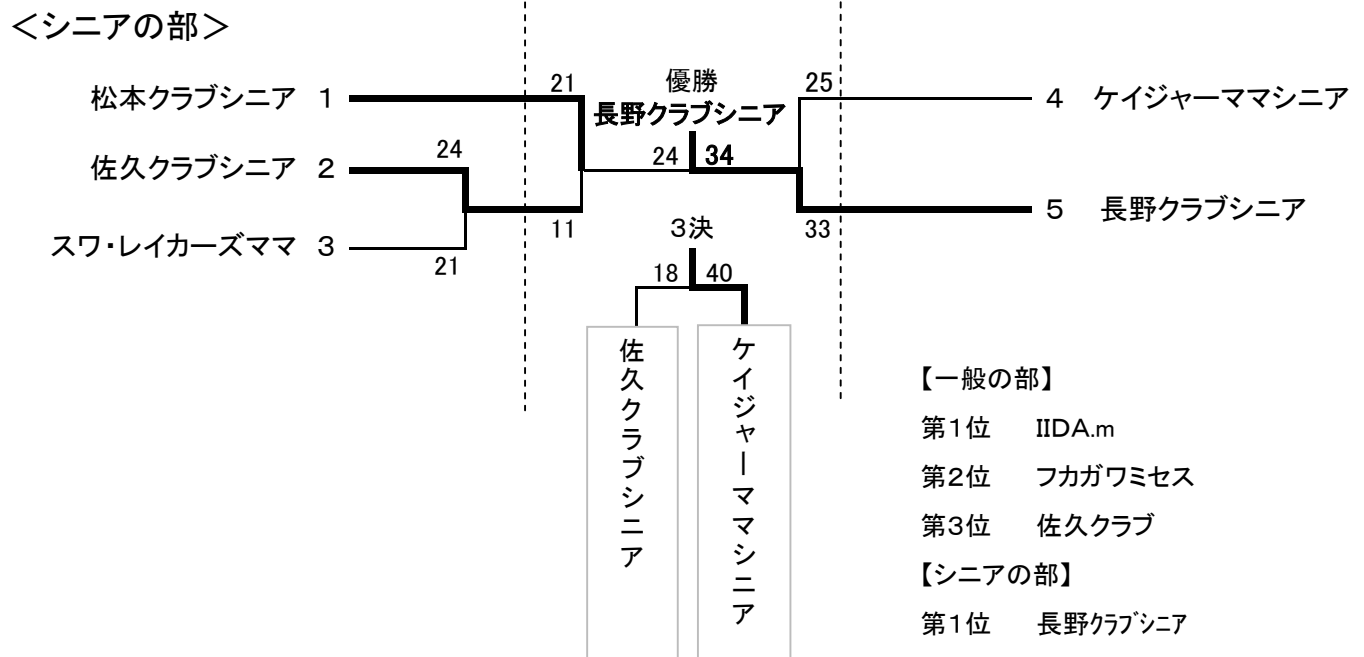 ＜シニアの部＞
松本クラブシニア 1
21
優勝
長野クラブシニア
25
4 ケイジャーママシニア
佐久クラブシニア 2
24
24
34
スワ・レイカーズママ 3
21
11
33
5 長野クラブシニア
3決
18
40
佐久クラブシニア
ケイジャーママシニア
【一般の部】
第1位 IIDA.m
第2位 フカガワミセス
第3位 佐久クラブ
【シニアの部】
第1位 長野ｸﾗﾌﾞｼﾆｱ